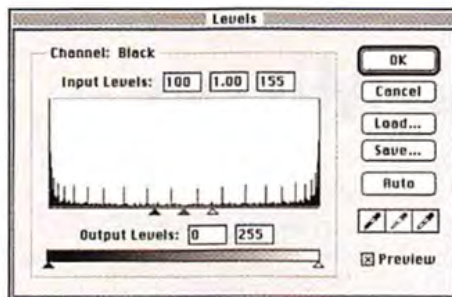 Levels
Channel: Black
Input Levels: 100 1.00 155
Output Levels: 0 255
OK
Cancel
Load...
Save...
Auto
Preview